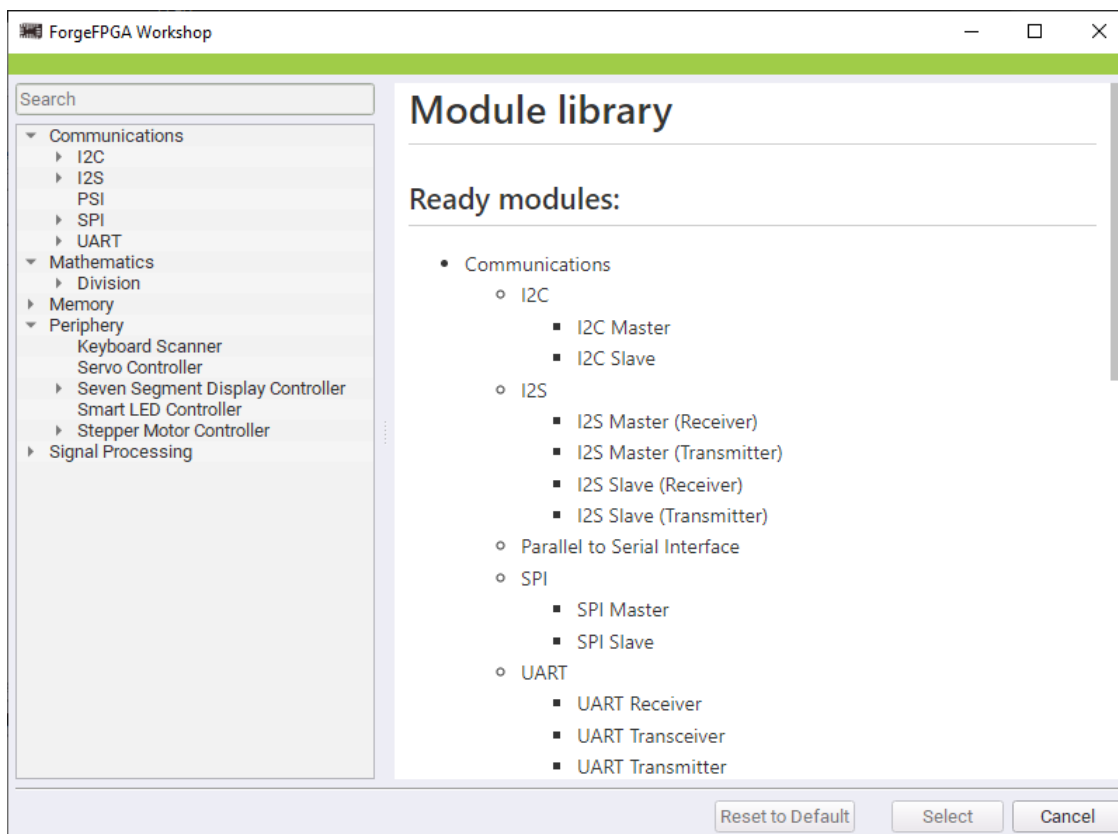 ForgeFPGA Workshop
Search
Communications
I2C
I2S
PSI
SPI
UART
Mathematics
Division
Memory
Periphery
Keyboard Scanner
Servo Controller
Seven Segment Display Controller
Smart LED Controller
Stepper Motor Controller
Signal Processing
Module library
Ready modules:
Communications
I2C
I2C Master
I2C Slave
I2S
I2S Master (Receiver)
I2S Master (Transmitter)
I2S Slave (Receiver)
I2S Slave (Transmitter)
Parallel to Serial Interface
SPI
SPI Master
SPI Slave
UART
UART Receiver
UART Transceiver
UART Transmitter
Reset to Default
Select
Cancel